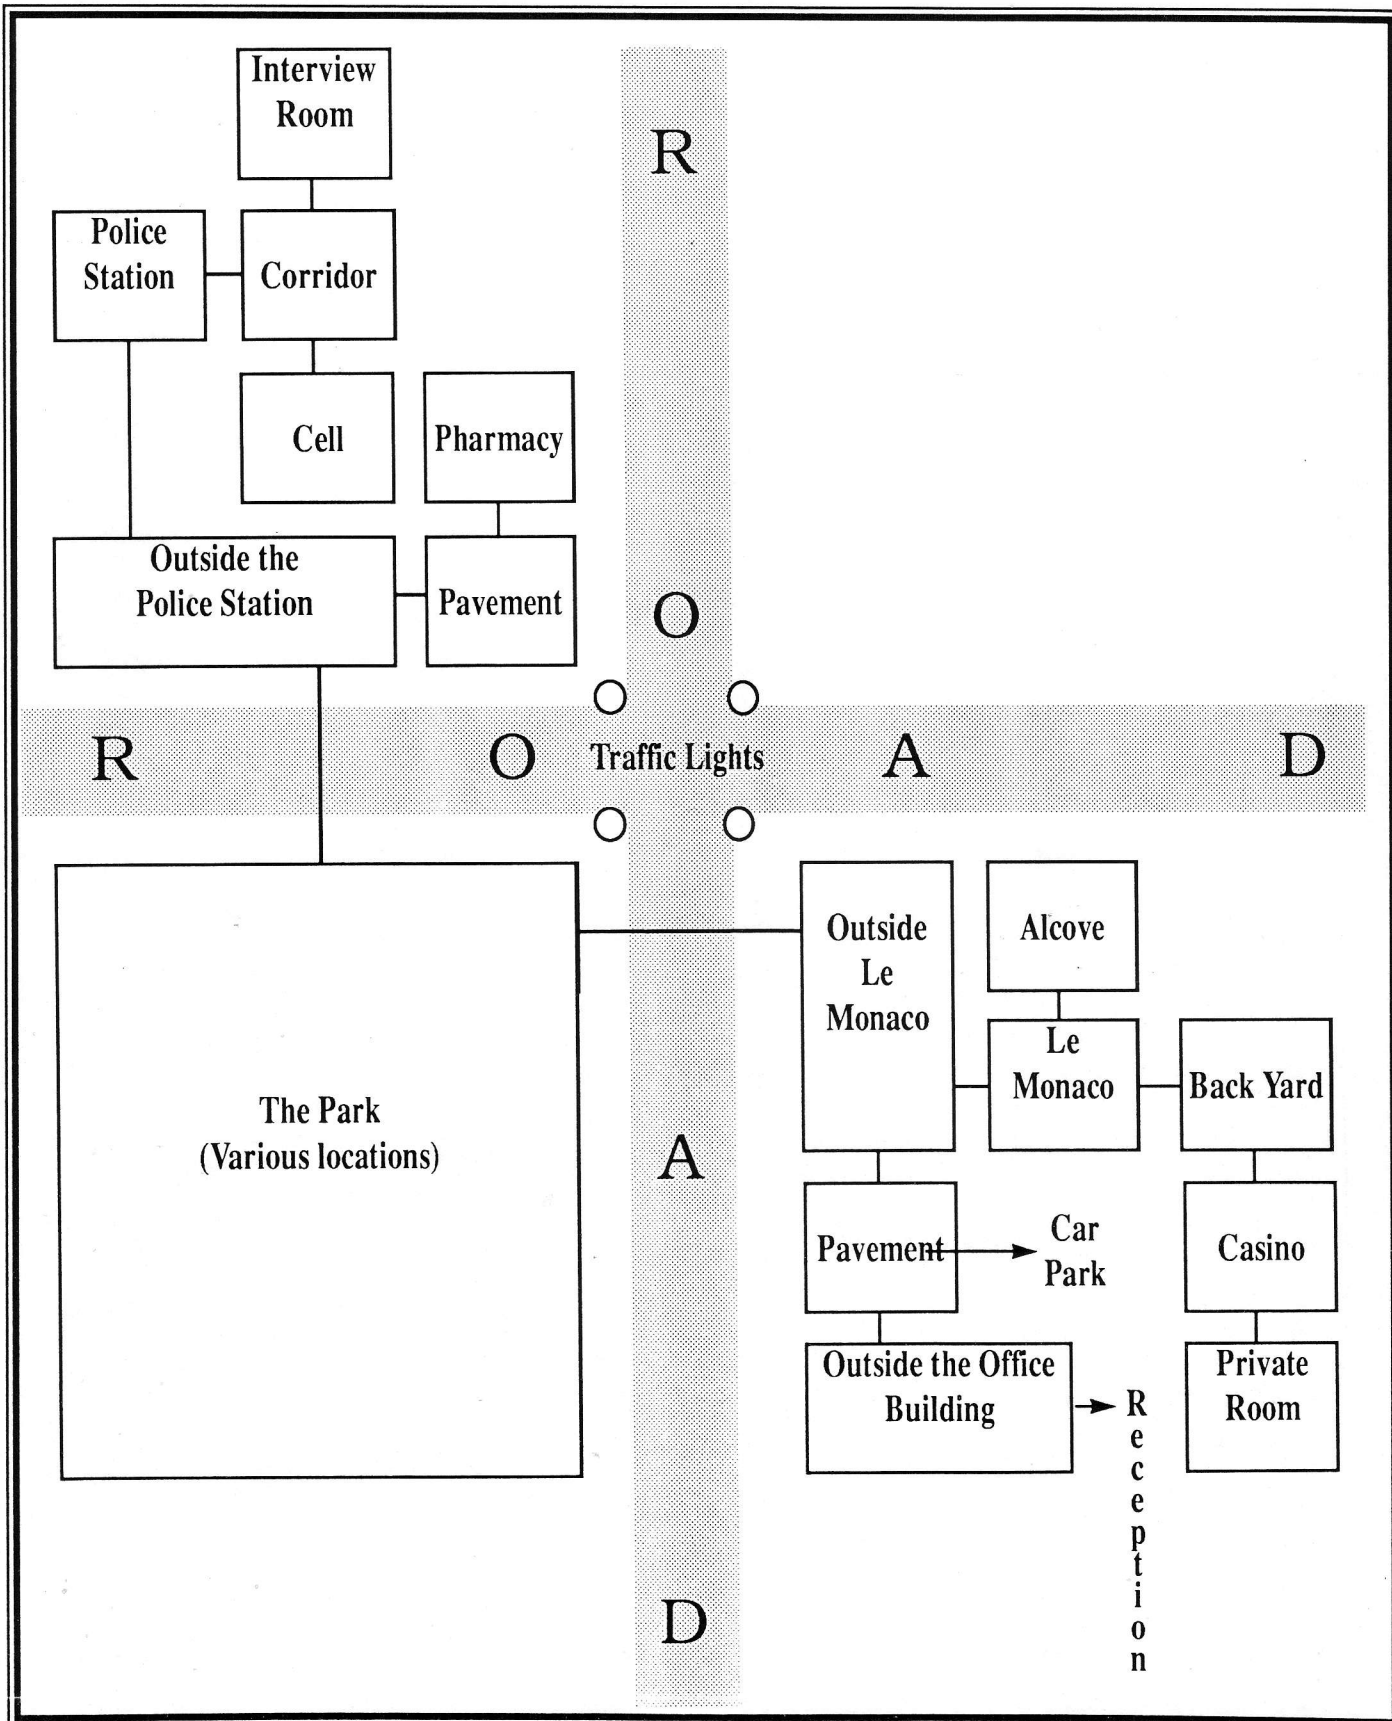 Interview
Room
Police
Station
Corridor
Cell
Pharmacy
Outside the
Police Station
Pavement
R
O
A
D
R
O
Traffic Lights
A
D
Outside
Le
Monaco
Alcove
Le
Monaco
Back Yard
The Park
(Various locations)
Pavement
Car
Park
Casino
Outside the Office
Building
Private
Room
Reception